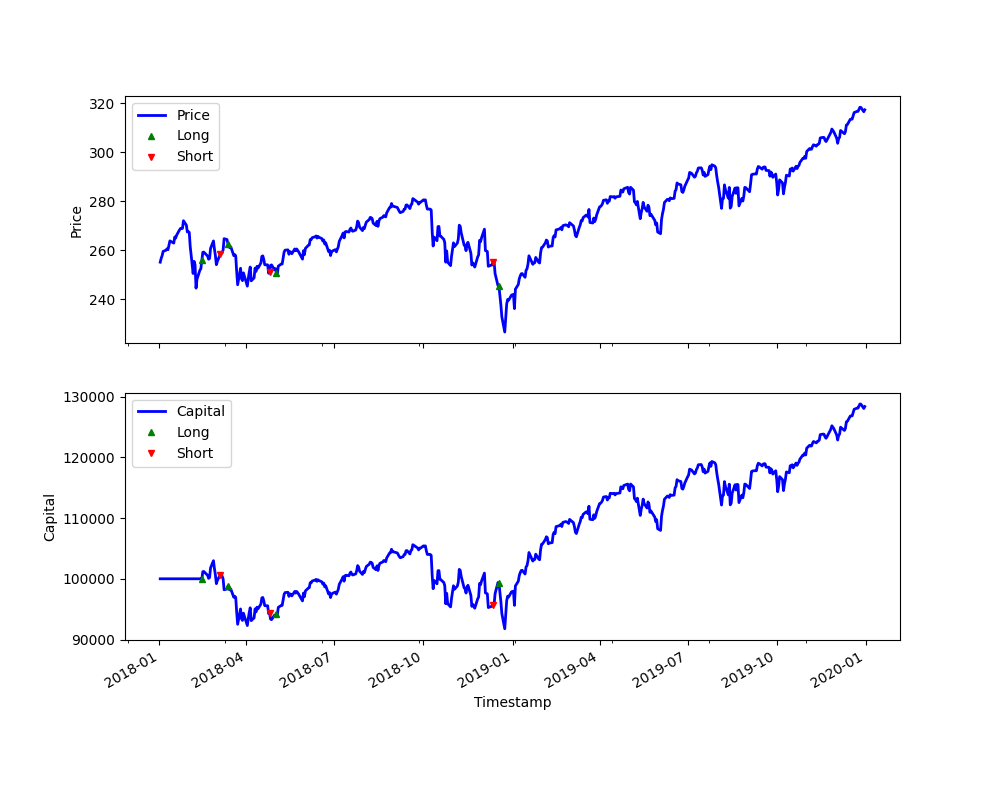 320
300
280
260
240
Price
Price
Long
Short
130000
120000
110000
100000
90000
Capital
Capital
Long
Short
2018-01
2018-04
2018-07
2018-10
2019-01
2019-04
2019-07
2019-10
2020-01
Timestamp